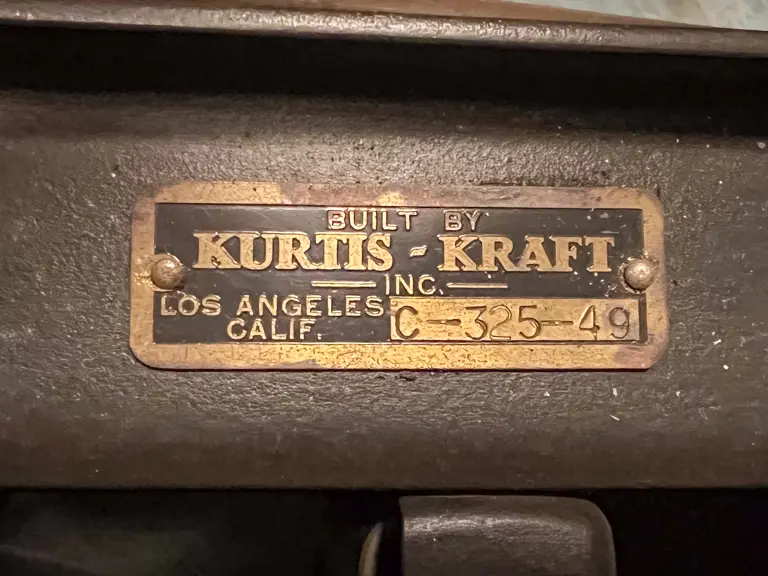 BUILT BY
KURTIS-KRAFT
INC.
LOS ANGELES
CALIF.
C-325-49